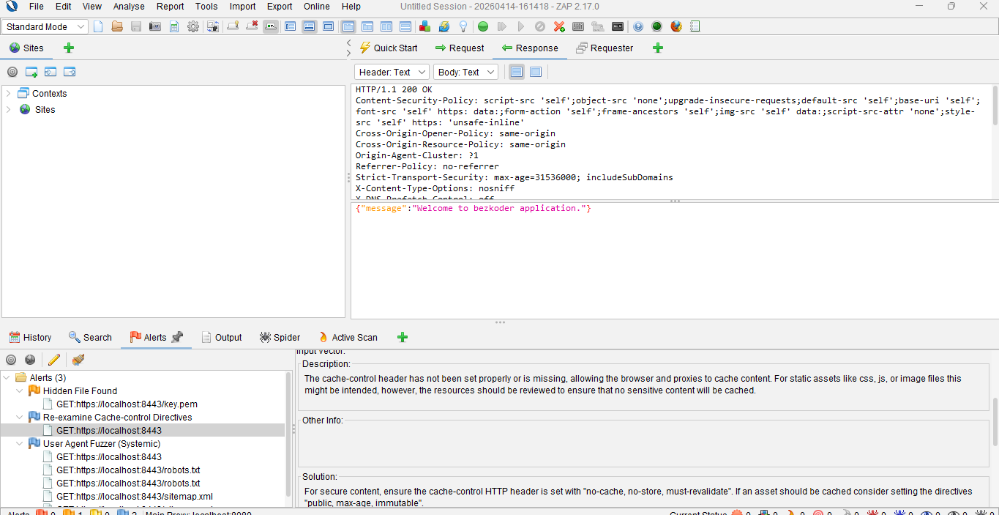 File Edit View Analyse Report Tools Import Export Online Help Untitled Session - 20260414-161418 - ZAP 2.17.0
Standard Mode
Sites Quick Start Request Response Requester
Header: Text Body: Text
Contexts
Sites
HTTP/1.1 200 OK
Content-Security-Policy: script-src 'self';object-src 'none';upgrade-insecure-requests;default-src 'self';base-uri 'self';
font-src 'self' https: data:;form-action 'self';frame-ancestors 'self';img-src 'self' data:;script-src-attr 'none';style-
src 'self' https: 'unsafe-inline'
Cross-Origin-Opener-Policy: same-origin
Cross-Origin-Resource-Policy: same-origin
Origin-Agent-Cluster: ?1
Referrer-Policy: no-referrer
Strict-Transport-Security: max-age=31536000; includeSubDomains
X-Content-Type-Options: nosniff
X-DNS-Prefetch-Control: off
{"message":"Welcome to bezkoder application."}
History Search Alerts Output Spider Active Scan
Alerts (3)
Hidden File Found
GET:https://localhost:8443/key.pem
Re-examine Cache-control Directives
GET:https://localhost:8443
User Agent Fuzzer (Systemic)
GET:https://localhost:8443
GET:https://localhost:8443/robots.txt
GET:https://localhost:8443/robots.txt
GET:https://localhost:8443/sitemap.xml
Input Vector:
Description:
The cache-control header has not been set properly or is missing, allowing the browser and proxies to cache content. For static assets like css, js, or image files this
might be intended, however, the resources should be reviewed to ensure that no sensitive content will be cached.
Other Info:
Solution:
For secure content, ensure the cache-control HTTP header is set with "no-cache, no-store, must-revalidate". If an asset should be cached consider setting the directives
"public, max-age, immutable".
Alerts 0 1 0 2 Main Proxy: localhost:8080 Current Status 0 0 0 0 0 0 0 0 0 0